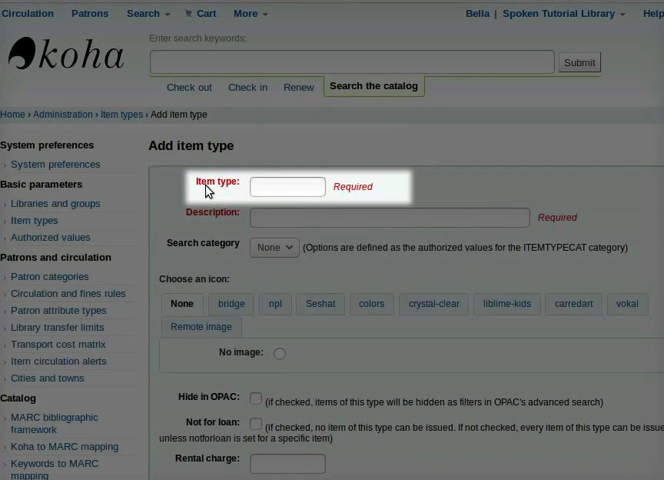 Circulation Patrons Search Cart More Bella | Spoken Tutorial Library Help
koha
Enter search keywords:
Submit
Check out Check in Renew Search the catalog
Home › Administration › Item types › Add item type
System preferences
› System preferences
Basic parameters
› Libraries and groups
› Item types
› Authorized values
Patrons and circulation
› Patron categories
› Circulation and fines rules
› Patron attribute types
› Library transfer limits
› Transport cost matrix
› Item circulation alerts
› Cities and towns
Catalog
› MARC bibliographic
framework
› Koha to MARC mapping
› Keywords to MARC
mapping
Add item type
Item type: Required
Description: Required
Search category None (Options are defined as the authorized values for the ITEMTYPECAT category)
Choose an icon:
None bridge npl Seshat colors crystal-clear liblime-kids carredart vokal
Remote image
No image:
Hide in OPAC: (if checked, items of this type will be hidden as filters in OPAC's advanced search)
Not for loan: (if checked, no item of this type can be issued. If not checked, every item of this type can be issue
unless notforloan is set for a specific item)
Rental charge: